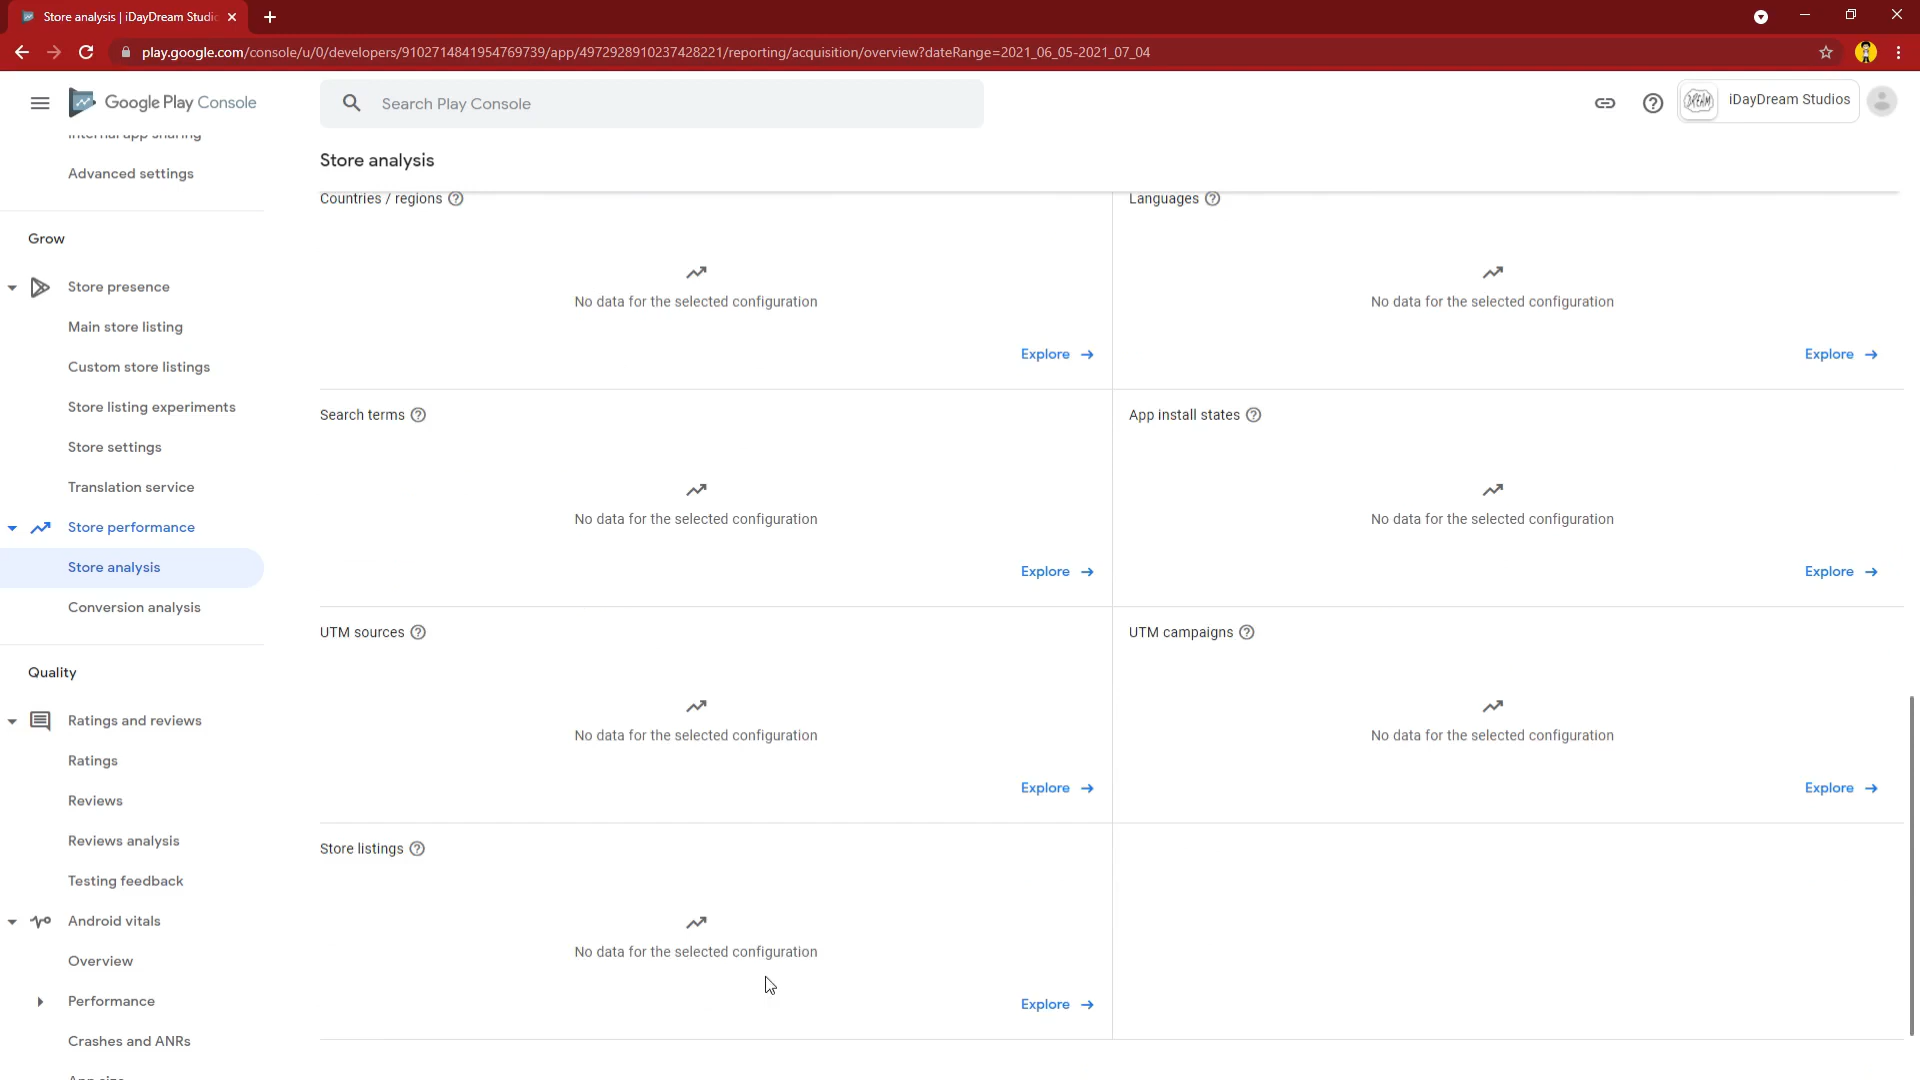 Store analysis | iDayDream Studio
play.google.com/console/u/0/developers/9102714841954769739/app/4972928910237428221/reporting/acquisition/overview?dateRange=2021_06_05-2021_07_04
Google Play Console
Search Play Console
iDayDream Studios
Internal app sharing
Advanced settings
Grow
Store presence
Main store listing
Custom store listings
Store listing experiments
Store settings
Translation service
Store performance
Store analysis
Conversion analysis
Quality
Ratings and reviews
Ratings
Reviews
Reviews analysis
Testing feedback
Android vitals
Overview
Performance
Crashes and ANRs
App size
Store analysis
Countries / regions
No data for the selected configuration
Explore
Languages
No data for the selected configuration
Explore
Search terms
No data for the selected configuration
Explore
App install states
No data for the selected configuration
Explore
UTM sources
No data for the selected configuration
Explore
UTM campaigns
No data for the selected configuration
Explore
Store listings
No data for the selected configuration
Explore